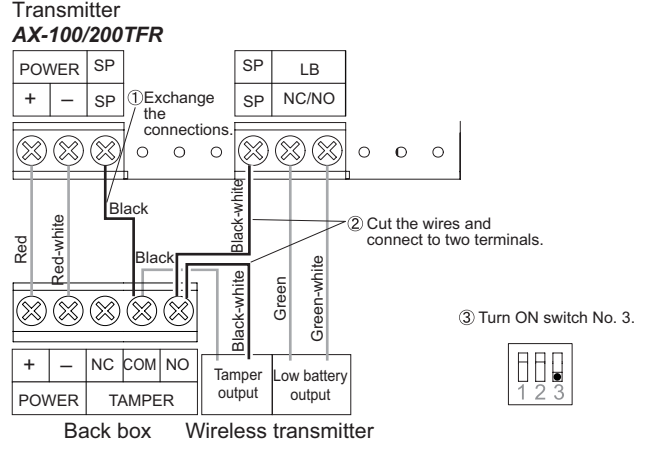 Transmitter
AX-100/200TFR
POWER SP SP LB
+ – SP SP NC/NO
①Exchange
the
connections.
Red
Red-white
Black
Black
Black-white
Black-white
Green
Green-white
② Cut the wires and
connect to two terminals.
③ Turn ON switch No. 3.
1 2 3
+ – NC COM NO
POWER TAMPER
Tamper
output
Low battery
output
Back box
Wireless transmitter